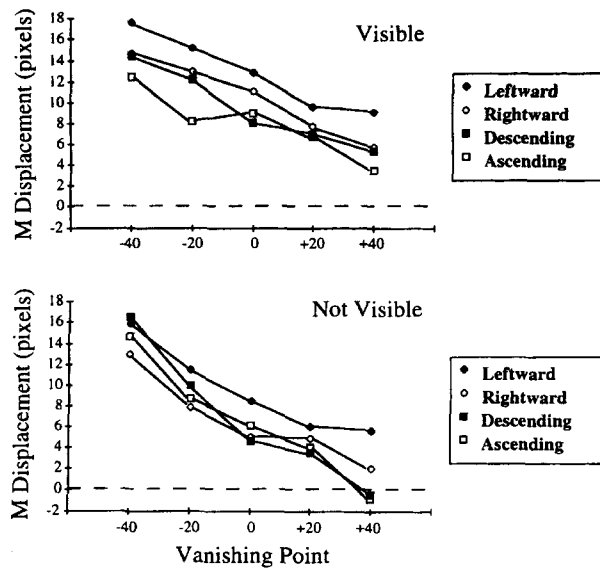 Visible
M Displacement (pixels)
18
16
14
12
10
8
6
4
2
0
-2
-40 -20 0 +20 +40
Leftward
Rightward
Descending
Ascending
Not Visible
M Displacement (pixels)
18
16
14
12
10
8
6
4
2
0
-2
-40 -20 0 +20 +40
Vanishing Point
Leftward
Rightward
Descending
Ascending